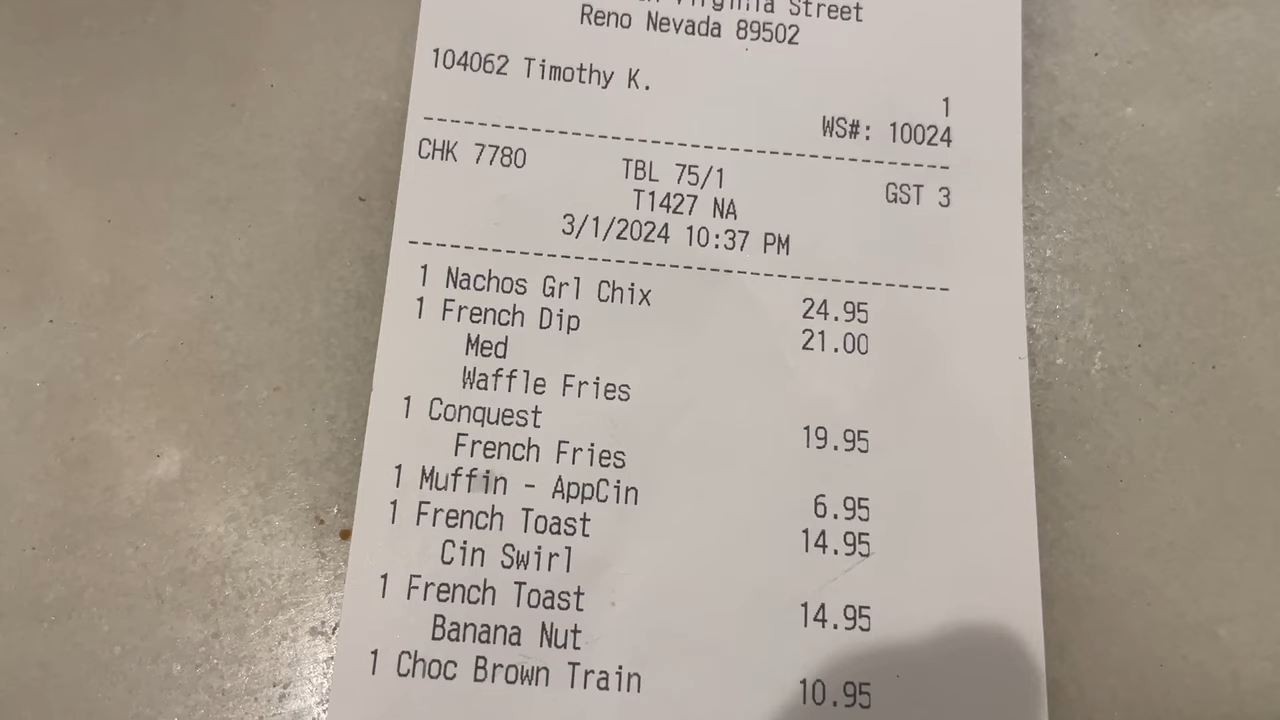 Virginia Street
Reno Nevada 89502
104062 Timothy K.
1
WS#: 10024
--------------------------------
CHK 7780 TBL 75/1 GST 3
T1427 NA
3/1/2024 10:37 PM
--------------------------------
1 Nachos Grl Chix 24.95
1 French Dip 21.00
Med
Waffle Fries
1 Conquest 19.95
French Fries
1 Muffin - AppCin 6.95
1 French Toast 14.95
Cin Swirl
1 French Toast 14.95
Banana Nut
1 Choc Brown Train 10.95